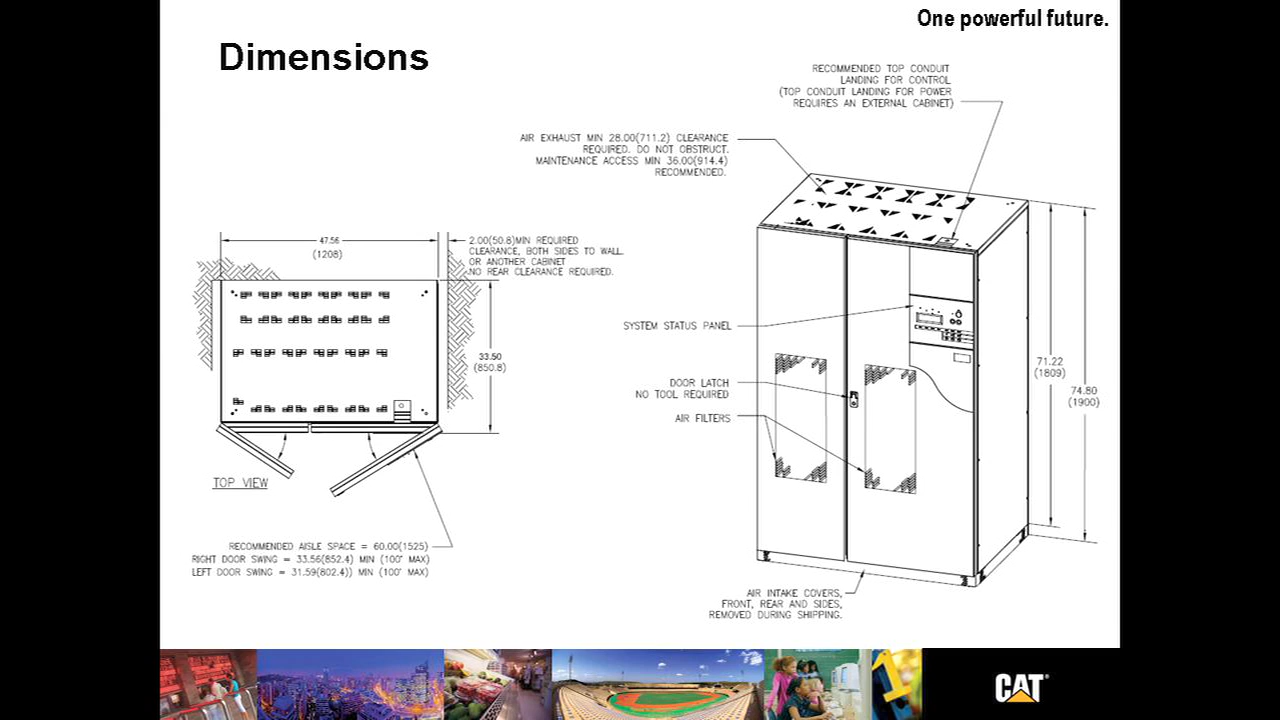 One powerful future.
Dimensions
RECOMMENDED TOP CONDUIT
LANDING FOR CONTROL
(TOP CONDUIT LANDING FOR POWER
REQUIRES AN EXTERNAL CABINET)
AIR EXHAUST MIN 28.00(711.2) CLEARANCE
REQUIRED. DO NOT OBSTRUCT.
MAINTENANCE ACCESS MIN 36.00(914.4)
RECOMMENDED.
47.56
(1208)
2.00(50.8)MIN REQUIRED
CLEARANCE, BOTH SIDES TO WALL
OR ANOTHER CABINET
NO REAR CLEARANCE REQUIRED.
33.50
(850.8)
SYSTEM STATUS PANEL
DOOR LATCH
NO TOOL REQUIRED
AIR FILTERS
71.22
(1809)
74.80
(1900)
TOP VIEW
RECOMMENDED AISLE SPACE = 60.00(1525)
RIGHT DOOR SWING = 33.56(852.4) MIN (100° MAX)
LEFT DOOR SWING = 31.59(802.4)) MIN (100° MAX)
AIR INTAKE COVERS,
FRONT, REAR AND SIDES,
REMOVED DURING SHIPPING.
1
CAT®